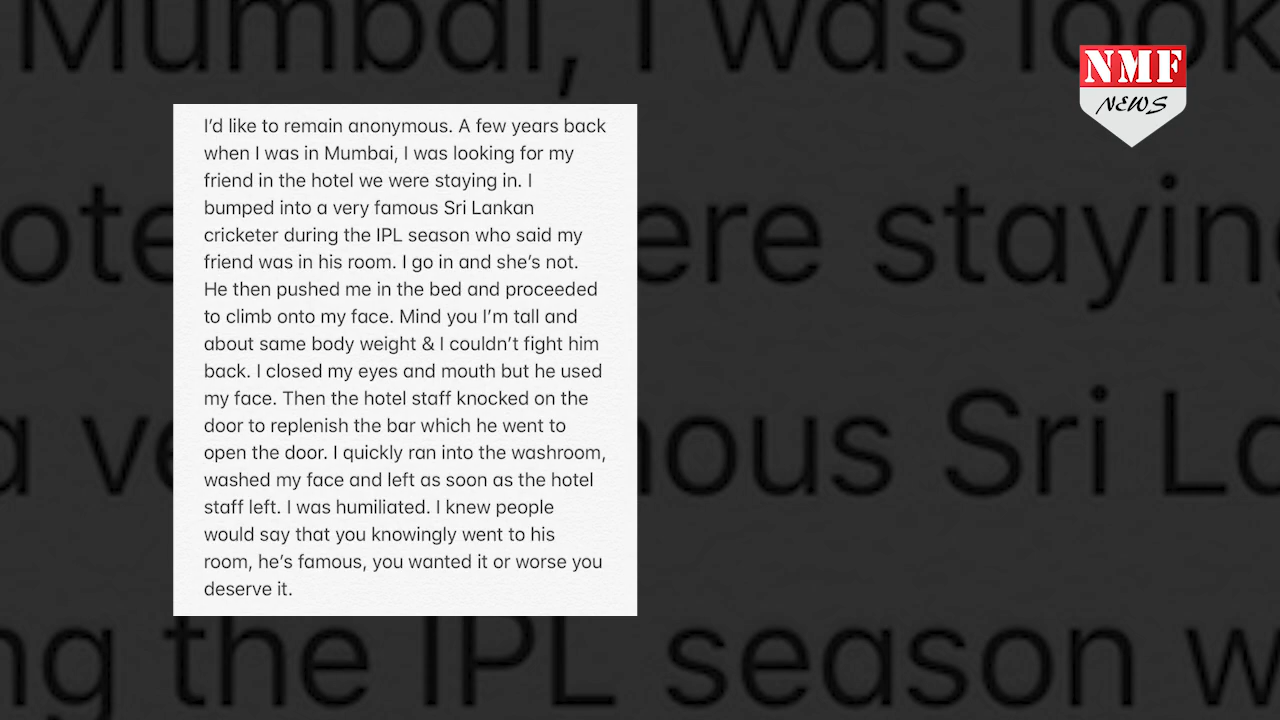 Mumbai, I was look
NMF
NEWS
I'd like to remain anonymous. A few years back
when I was in Mumbai, I was looking for my
friend in the hotel we were staying in. I
bumped into a very famous Sri Lankan
cricketer during the IPL season who said my
friend was in his room. I go in and she's not.
He then pushed me in the bed and proceeded
to climb onto my face. Mind you I'm tall and
about same body weight & I couldn't fight him
back. I closed my eyes and mouth but he used
my face. Then the hotel staff knocked on the
door to replenish the bar which he went to
open the door. I quickly ran into the washroom,
washed my face and left as soon as the hotel
staff left. I was humiliated. I knew people
would say that you knowingly went to his
room, he's famous, you wanted it or worse you
deserve it.
ote ere staying
a ve nous Sri La
ng the IPL season w